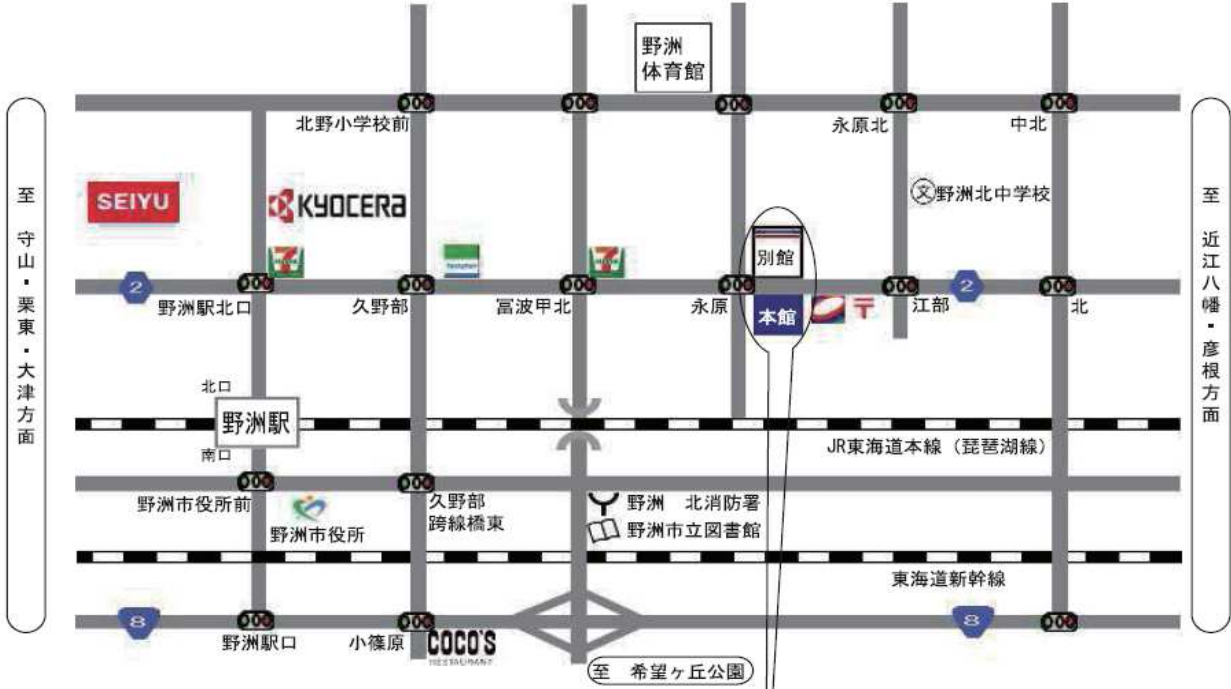 野洲
体育館
北野小学校前
永原北
中北
至 守山・栗東・大津方面
SEIYU
KYOCERA
文
野洲北中学校
至 近江八幡・彦根方面
別館
2
野洲駅北口
7
久野部
FamilyMart
冨波甲北
7
永原
本館
〒
江部
2
北
北口
野洲駅
南口
JR東海道本線(琵琶湖線)
野洲市役所前
野洲市役所
久野部
跨線橋東
野洲 北消防署
野洲市立図書館
東海道新幹線
8
野洲駅口
小篠原
COCO'S
RESTAURANT
8
至 希望ヶ丘公園